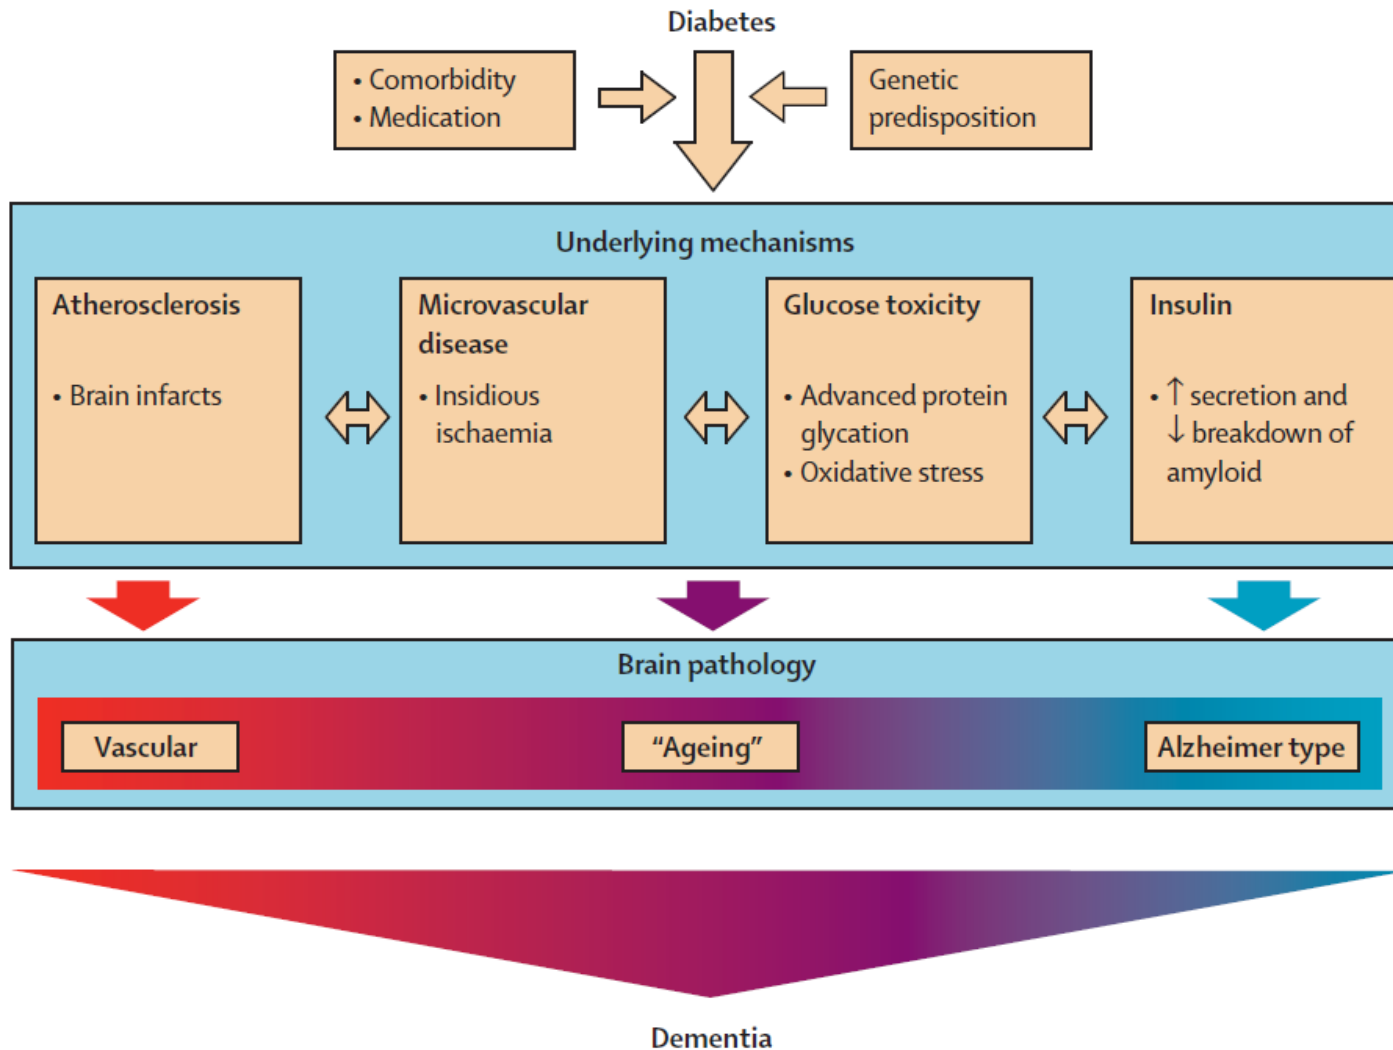 Diabetes
• Comorbidity
• Medication
Genetic
predisposition
Underlying mechanisms
Atherosclerosis
• Brain infarcts
Microvascular
disease
• Insidious
ischaemia
Glucose toxicity
• Advanced protein
glycation
• Oxidative stress
Insulin
• ↑ secretion and
↓ breakdown of
amyloid
Brain pathology
Vascular
“Ageing”
Alzheimer type
Dementia